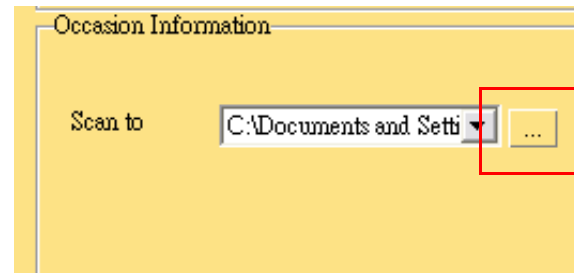 Occasion Information
Scan to C:\Documents and Setti ...